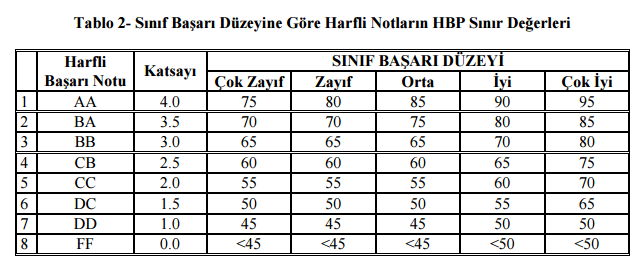 Tablo 2- Sınıf Başarı Düzeyine Göre Harfli Notların HBP Sınır Değerleri
Harfli Başarı Notu Katsayı SINIF BAŞARI DÜZEYİ
Çok Zayıf Zayıf Orta İyi Çok İyi
1 AA 4.0 75 80 85 90 95
2 BA 3.5 70 70 75 80 85
3 BB 3.0 65 65 65 70 80
4 CB 2.5 60 60 60 65 75
5 CC 2.0 55 55 55 60 70
6 DC 1.5 50 50 50 55 65
7 DD 1.0 45 45 45 50 50
8 FF 0.0 <45 <45 <45 <50 <50